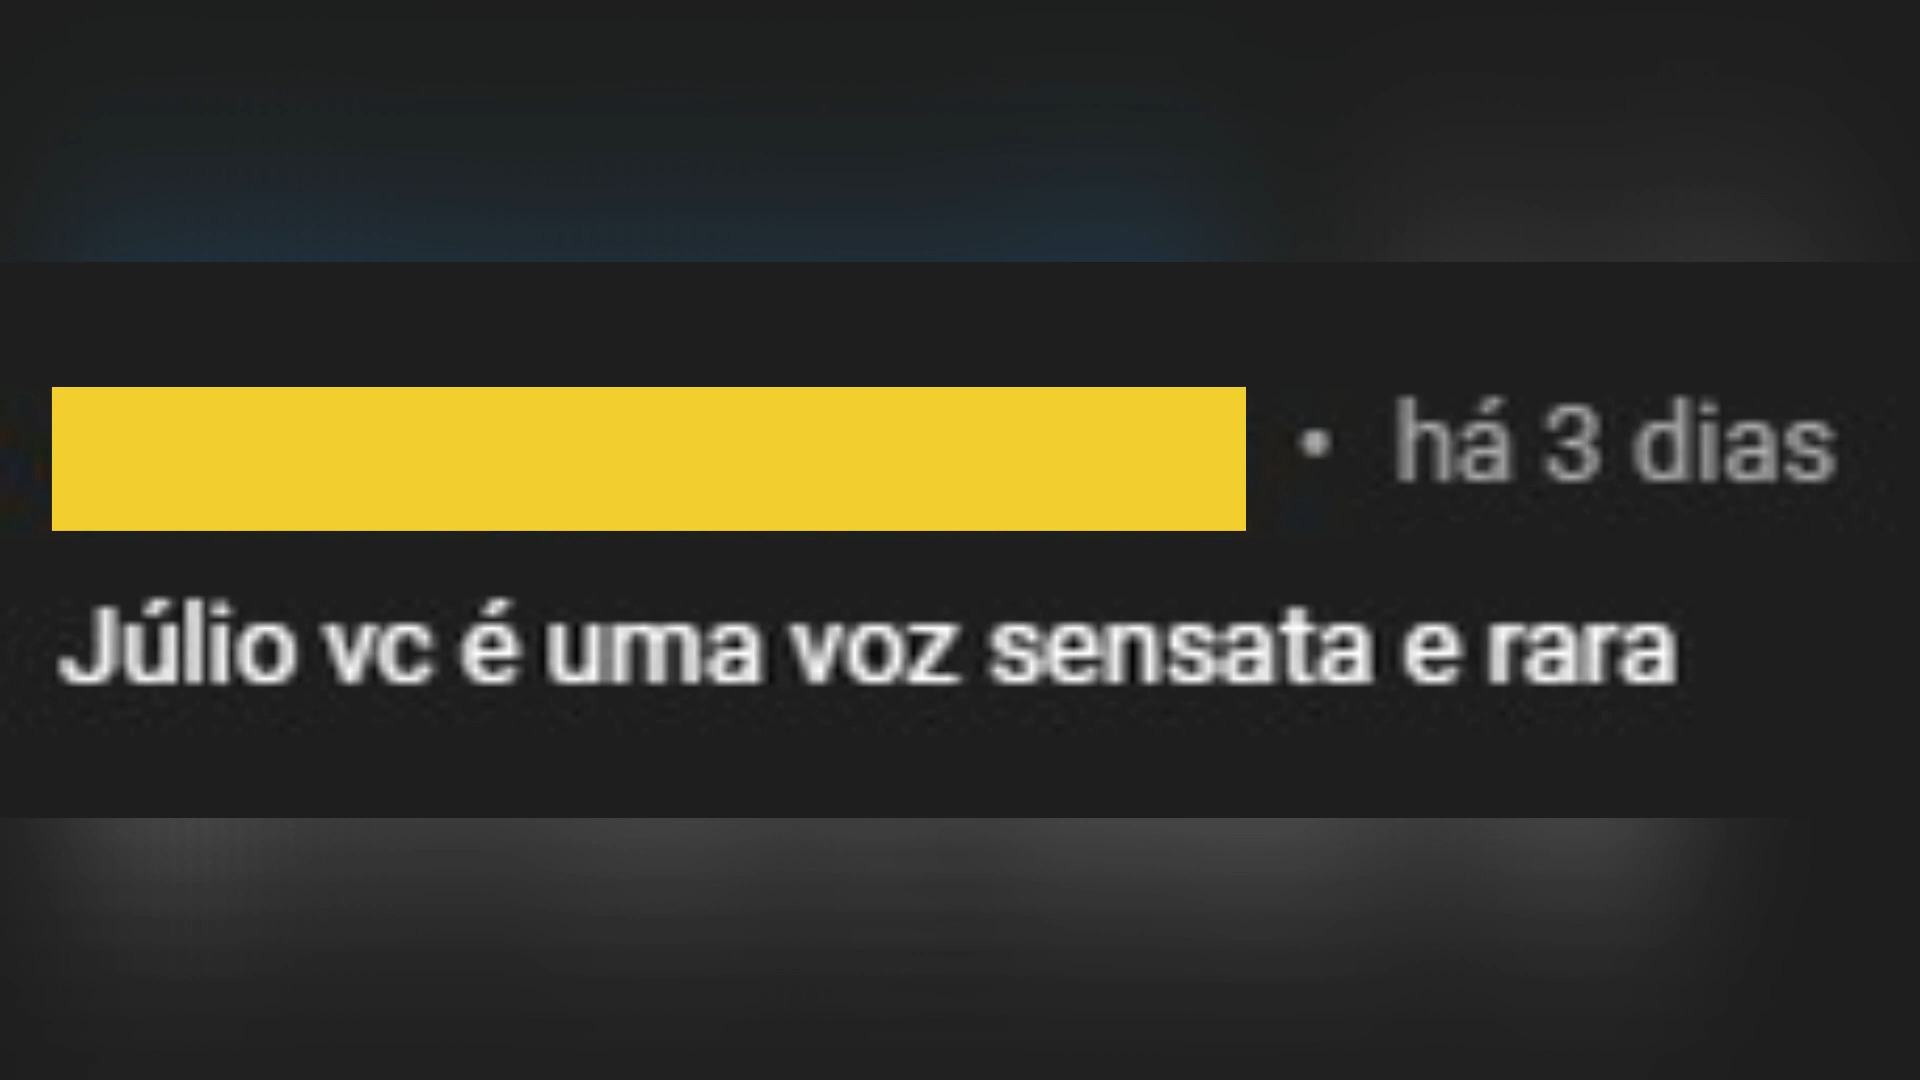 • há 3 dias
Júlio vc é uma voz sensata e rara